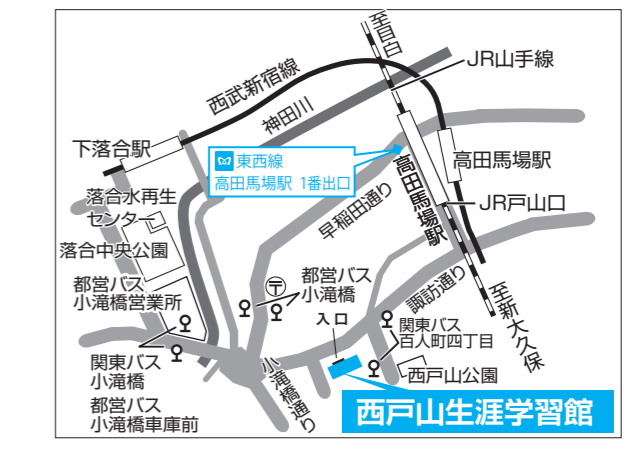 至目白
JR山手線
西武新宿線
神田川
下落合駅
東西線
高田馬場駅 1番出口
高田馬場駅
高田馬場駅
落合水再生
センター
JR戸山口
早稲田通り
落合中央公園
諏訪通り
都営バス
小滝橋営業所
〒
都営バス
小滝橋
至新大久保
入口
関東バス
百人町四丁目
関東バス
小滝橋
小滝橋通り
西戸山公園
都営バス
小滝橋車庫前
西戸山生涯学習館